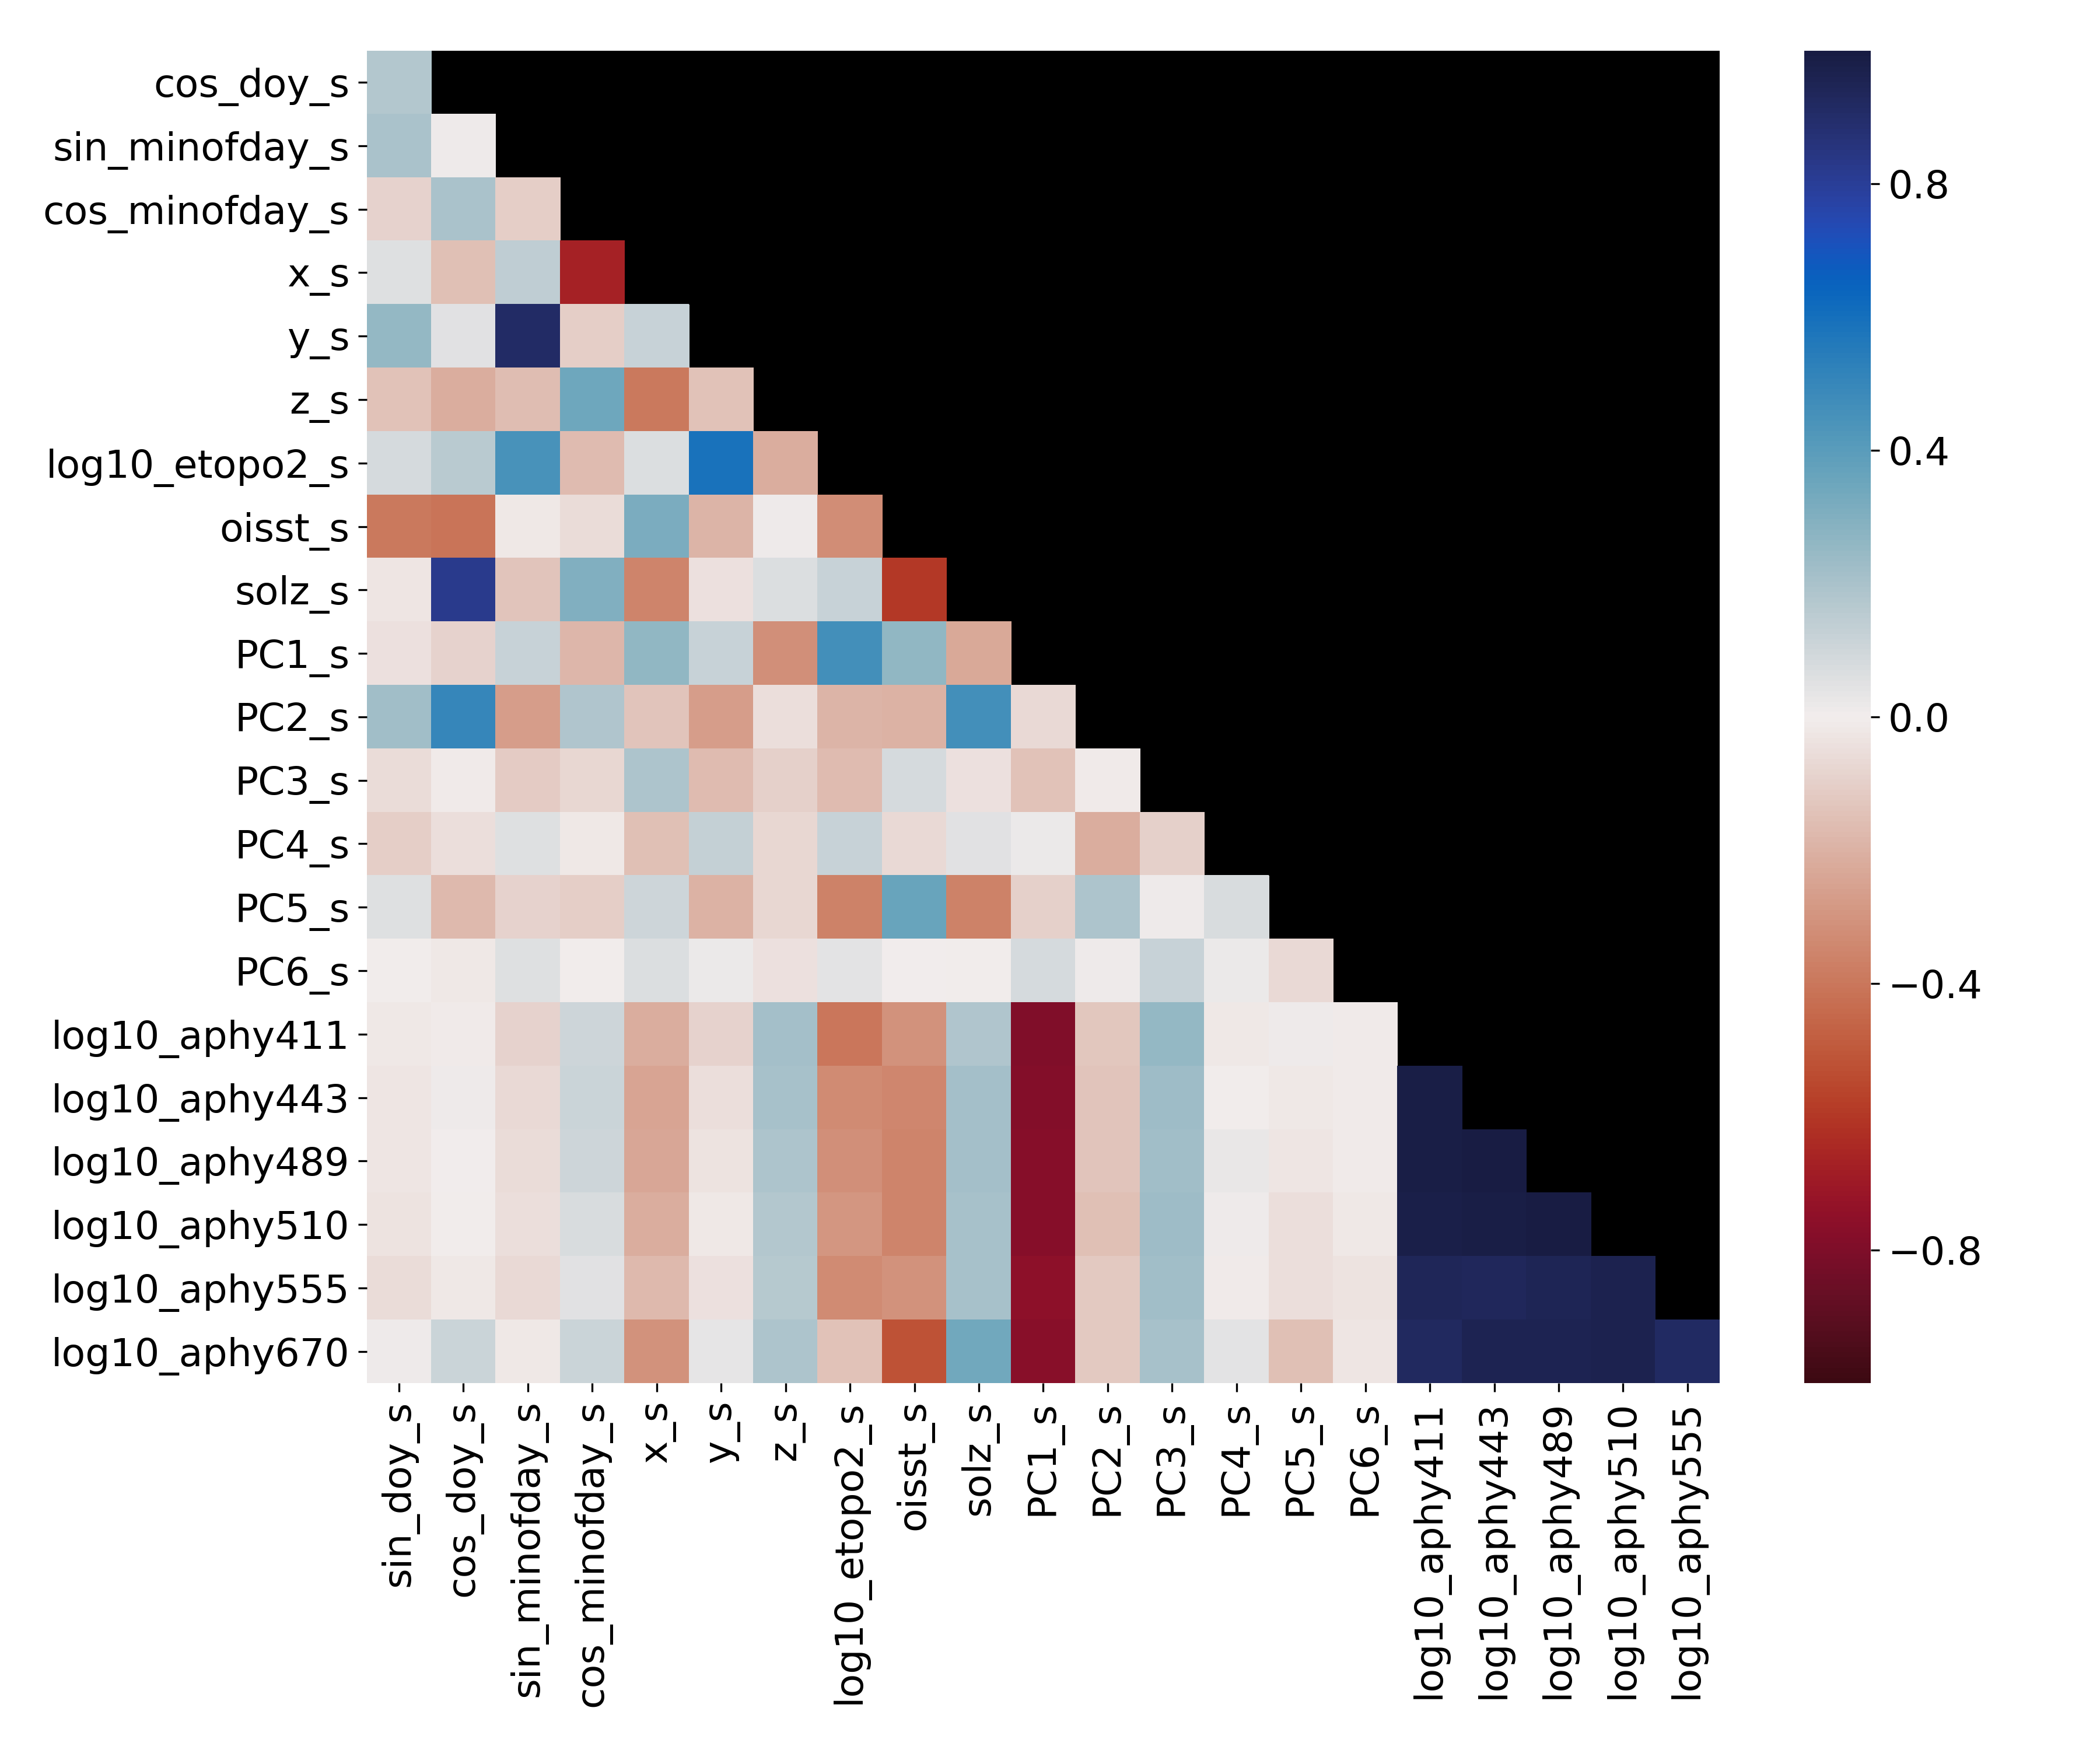 cos_doy_s
sin_minofday_s
cos_minofday_s
x_s
y_s
z_s
log10_etopo2_s
oisst_s
solz_s
PC1_s
PC2_s
PC3_s
PC4_s
PC5_s
PC6_s
log10_aphy411
log10_aphy443
log10_aphy489
log10_aphy510
log10_aphy555
log10_aphy670
sin_doy_s
cos_doy_s
sin_minofday_s
cos_minofday_s
x_s
y_s
z_s
log10_etopo2_s
oisst_s
solz_s
PC1_s
PC2_s
PC3_s
PC4_s
PC5_s
PC6_s
log10_aphy411
log10_aphy443
log10_aphy489
log10_aphy510
log10_aphy555
0.8
0.4
0.0
−0.4
−0.8